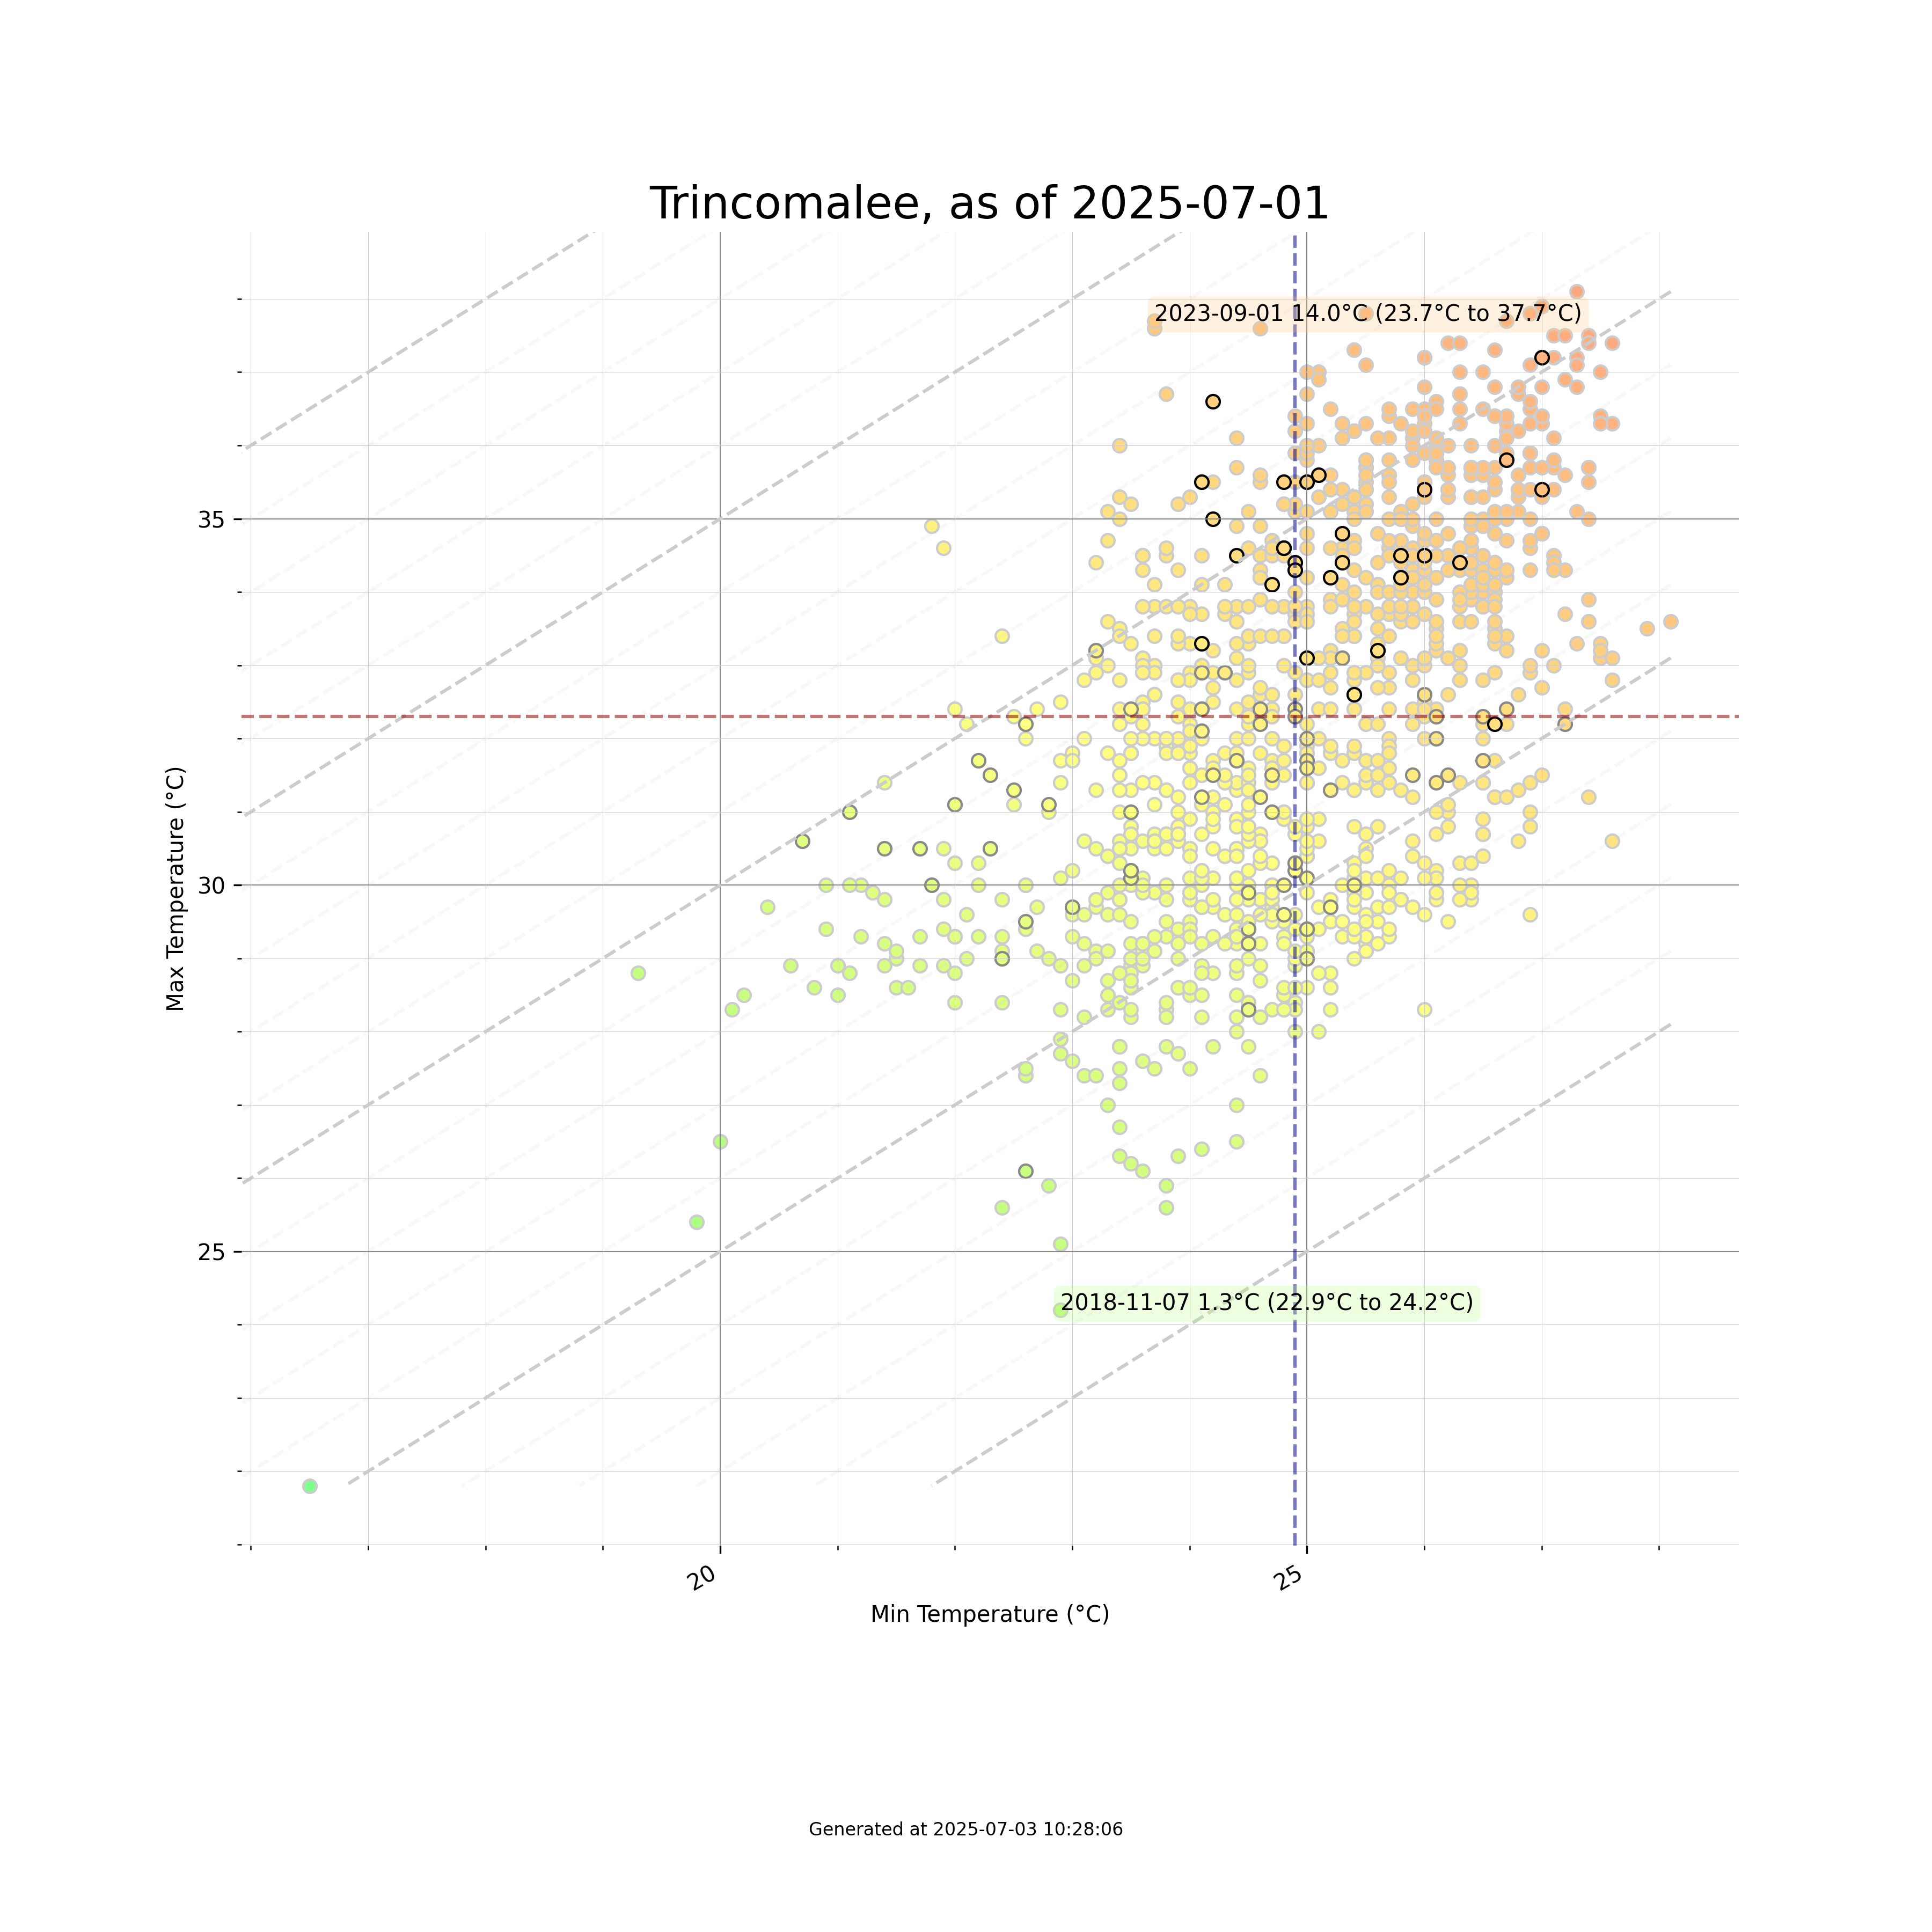 Trincomalee, as of 2025-07-01
2023-09-01 14.0°C (23.7°C to 37.7°C)
35
30
25
2018-11-07 1.3°C (22.9°C to 24.2°C)
Max Temperature (°C)
20
25
Min Temperature (°C)
Generated at 2025-07-03 10:28:06